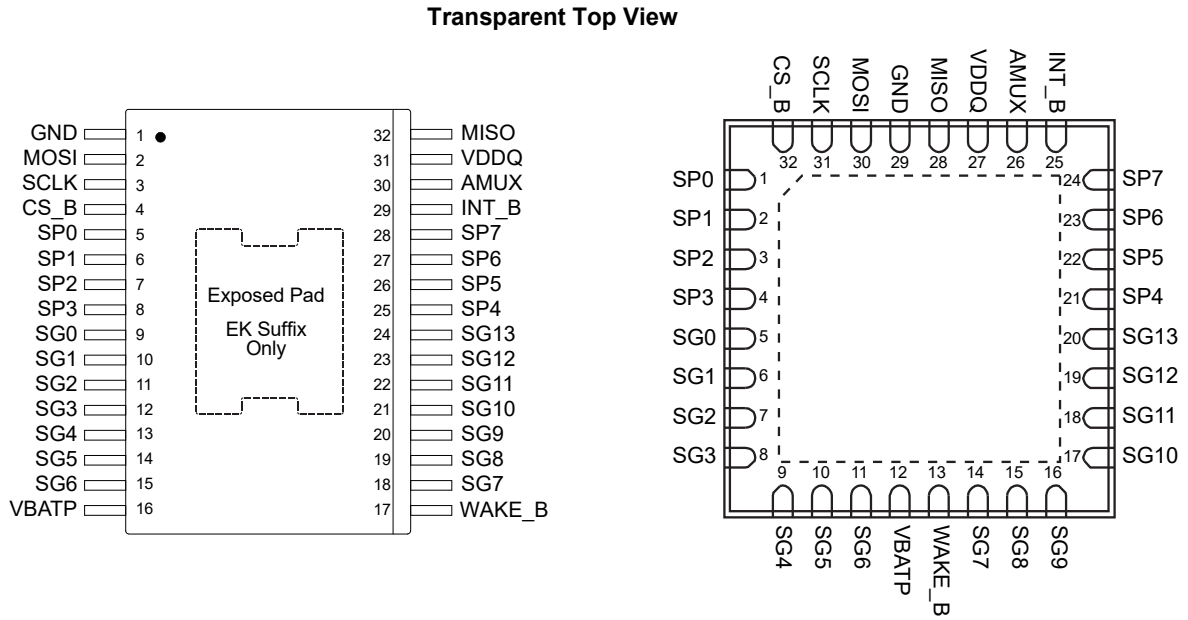 Transparent Top View
GND 1 32 MISO
MOSI 2 31 VDDQ
SCLK 3 30 AMUX
CS_B 4 29 INT_B
SP0 5 28 SP7
SP1 6 27 SP6
SP2 7 26 SP5
SP3 8 25 SP4
SG0 9 24 SG13
SG1 10 23 SG12
SG2 11 22 SG11
SG3 12 21 SG10
SG4 13 20 SG9
SG5 14 19 SG8
SG6 15 18 SG7
VBATP 16 17 WAKE_B
Exposed Pad
EK Suffix
Only
CS_B SCLK MOSI GND MISO VDDQ AMUX INT_B
32 31 30 29 28 27 26 25
SP0 1 24 SP7
SP1 2 23 SP6
SP2 3 22 SP5
SP3 4 21 SP4
SG0 5 20 SG13
SG1 6 19 SG12
SG2 7 18 SG11
SG3 8 17 SG10
9 10 11 12 13 14 15 16
SG4 SG5 SG6 VBATP WAKE_B SG7 SG8 SG9